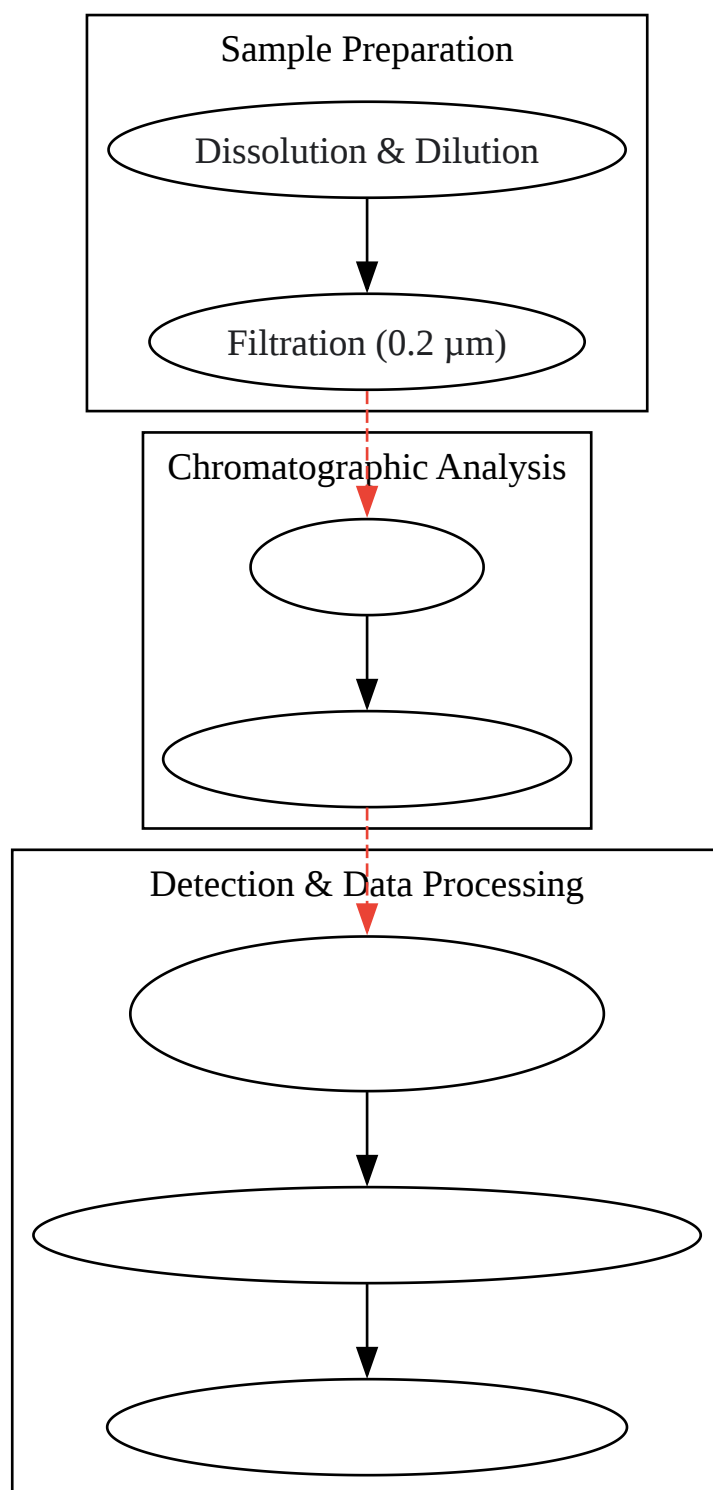 Sample Preparation
Dissolution & Dilution
Filtration (0.2 µm)
Chromatographic Analysis
Detection & Data Processing